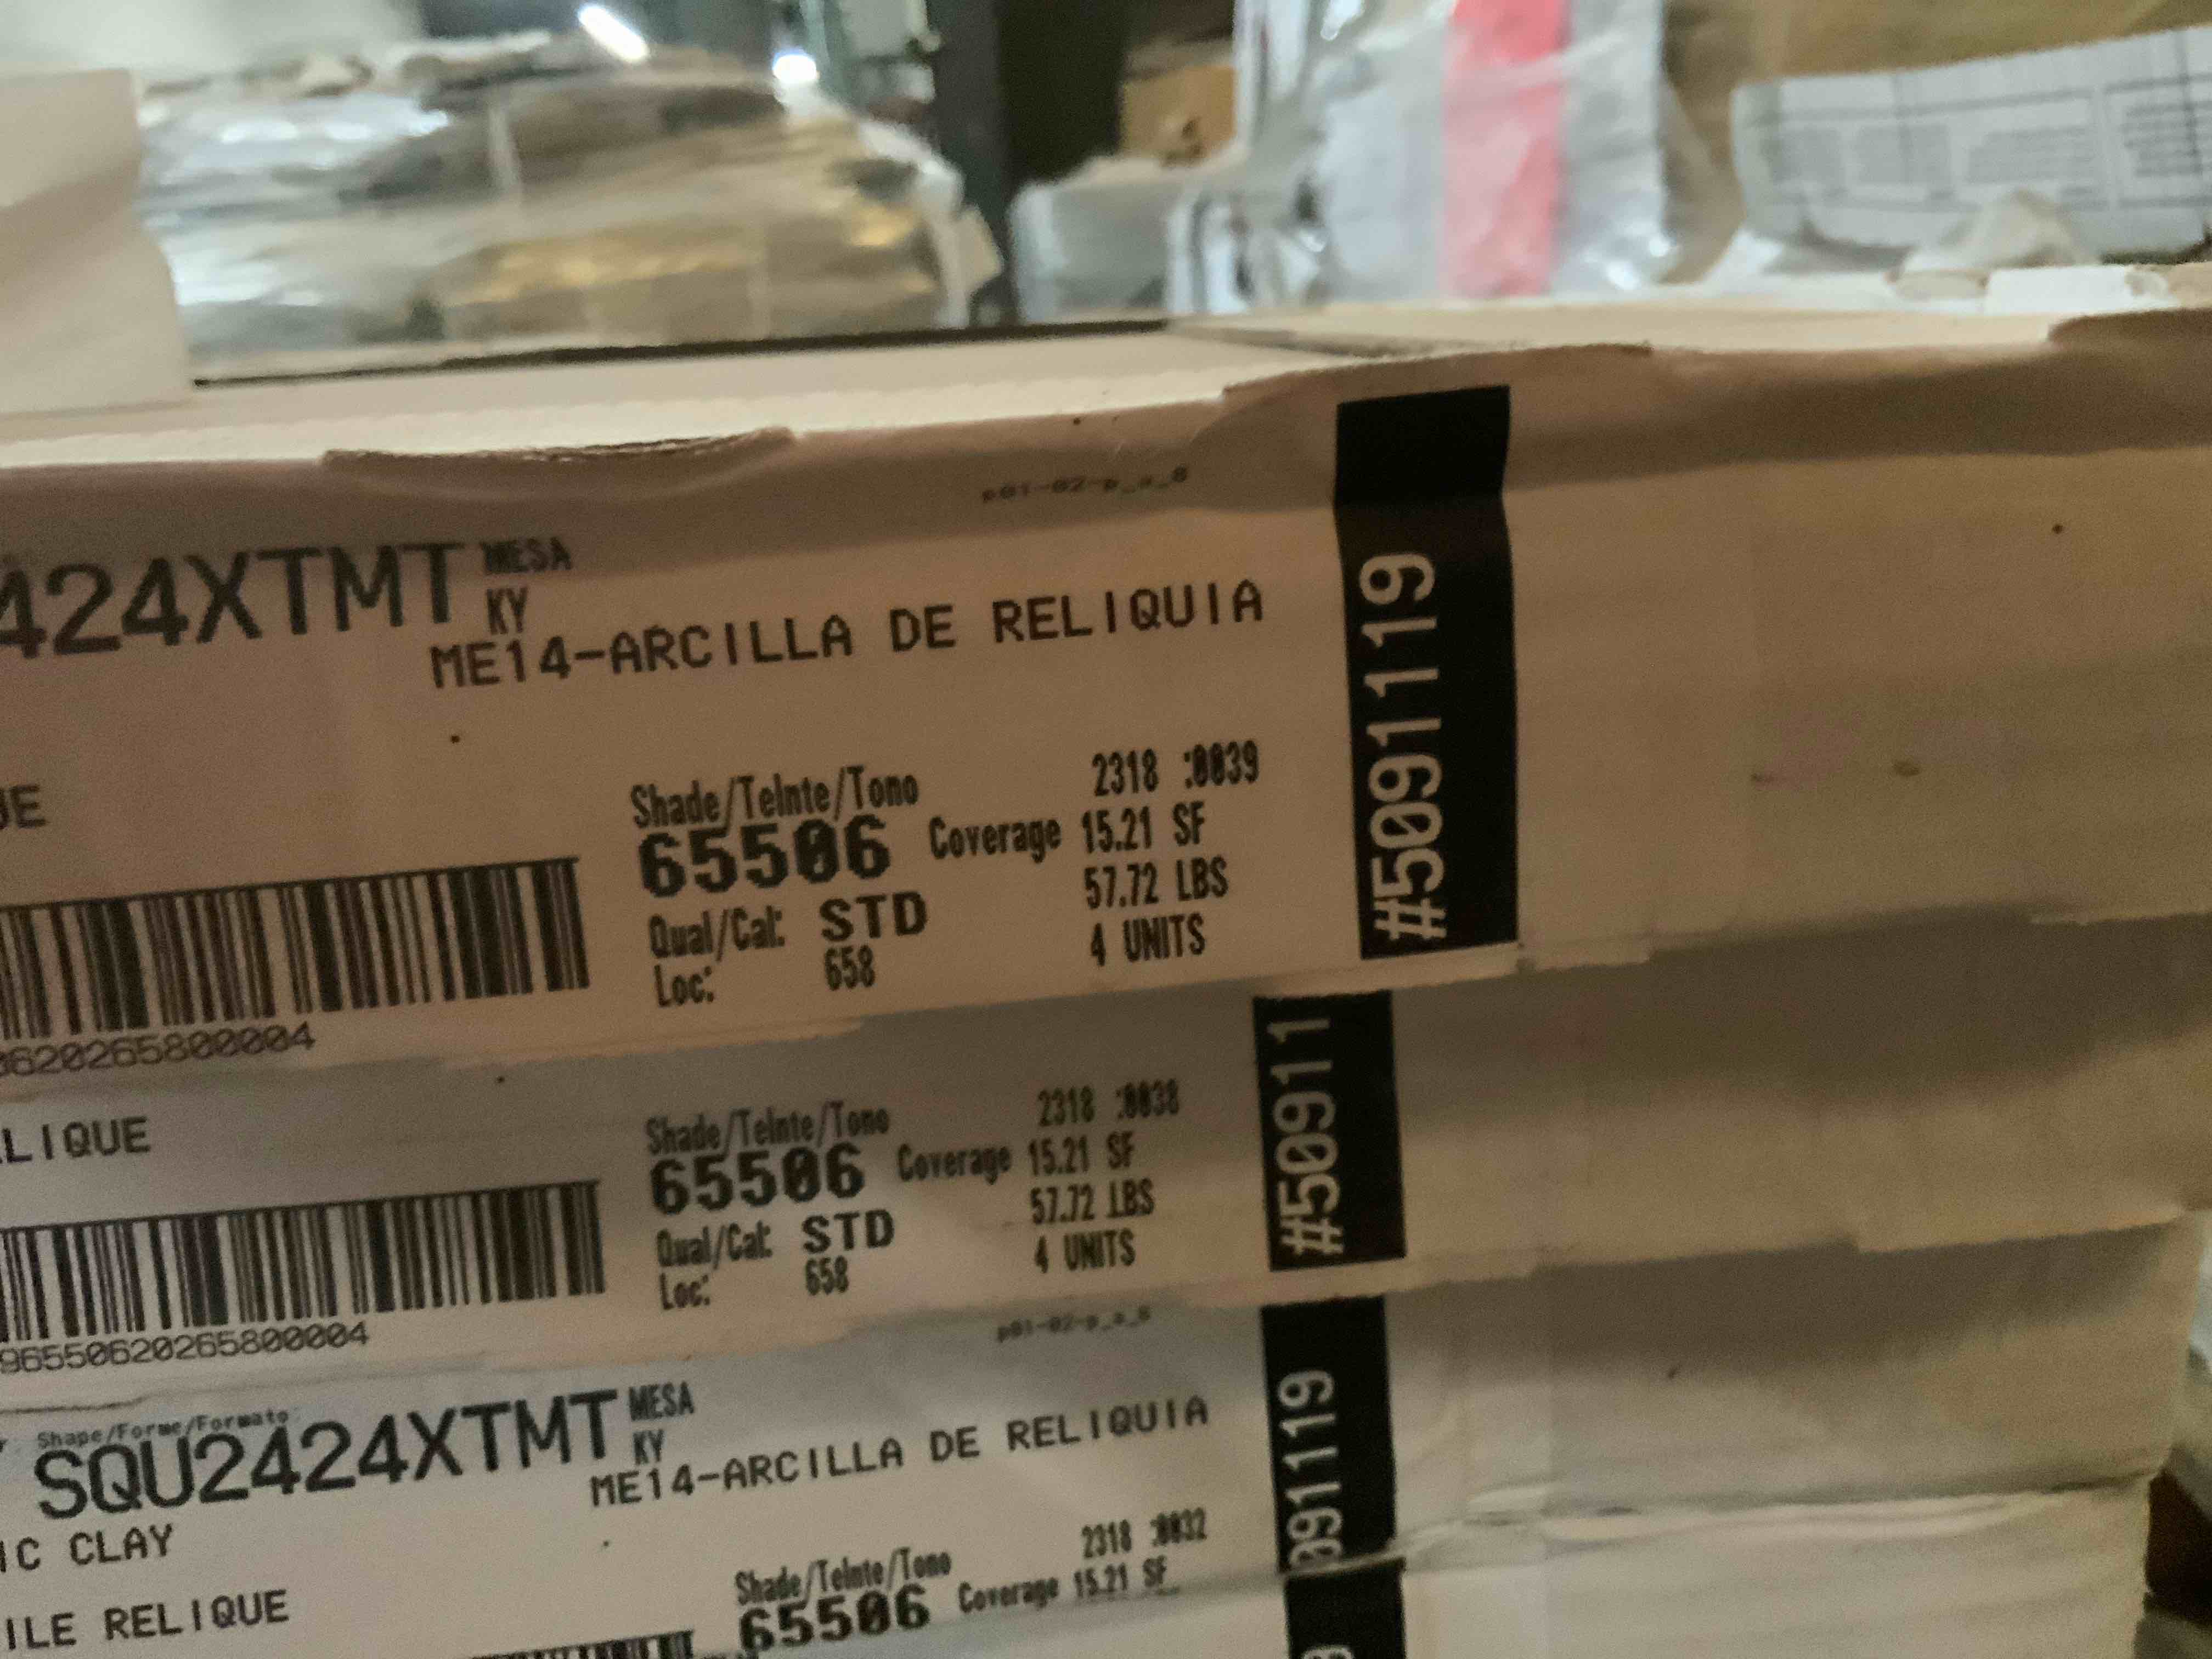 p01-02-p_a_6
424XTMT MESA
KY
ME14-ARCILLA DE RELIQUIA
UE
Shade/Teinte/Tono
2318 :0039
65506 Coverage 15.21 SF
57.72 LBS
Qual/Cal: STD
4 UNITS
Loc: 658
0620265800004
#5091119
LIQUE
Shade/Teinte/Tono
2318 :0038
65506 Coverage 15.21 SF
57.72 LBS
Qual/Cal: STD
4 UNITS
Loc: 658
96550620265800004
#50911
p01-02-p_a_6
Shape/Forme/Formato
SQU2424XTMT MESA
KY
ME14-ARCILLA DE RELIQUIA
IC CLAY
ILE RELIQUE
Shade/Teinte/Tono
2318 :0032
65506 Coverage 15.21 SF
091119